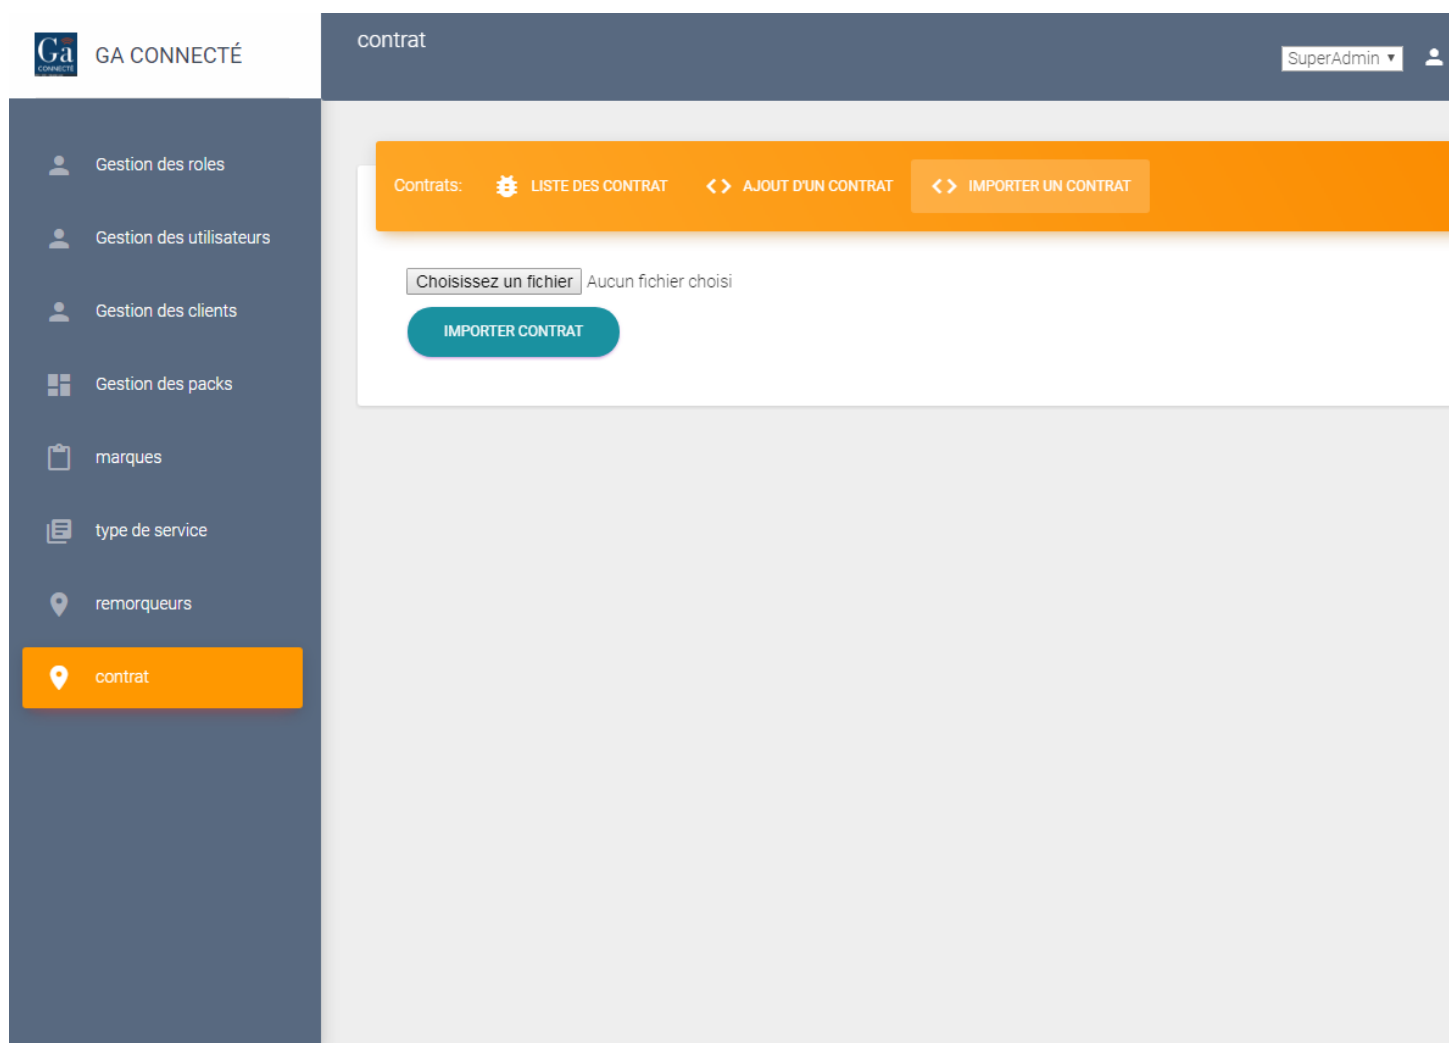 Ga
CONNECTÉ
GA CONNECTÉ
contrat
SuperAdmin
Gestion des roles
Gestion des utilisateurs
Gestion des clients
Gestion des packs
marques
type de service
remorqueurs
contrat
Contrats:
LISTE DES CONTRAT
AJOUT D'UN CONTRAT
IMPORTER UN CONTRAT
Choisissez un fichier Aucun fichier choisi
IMPORTER CONTRAT